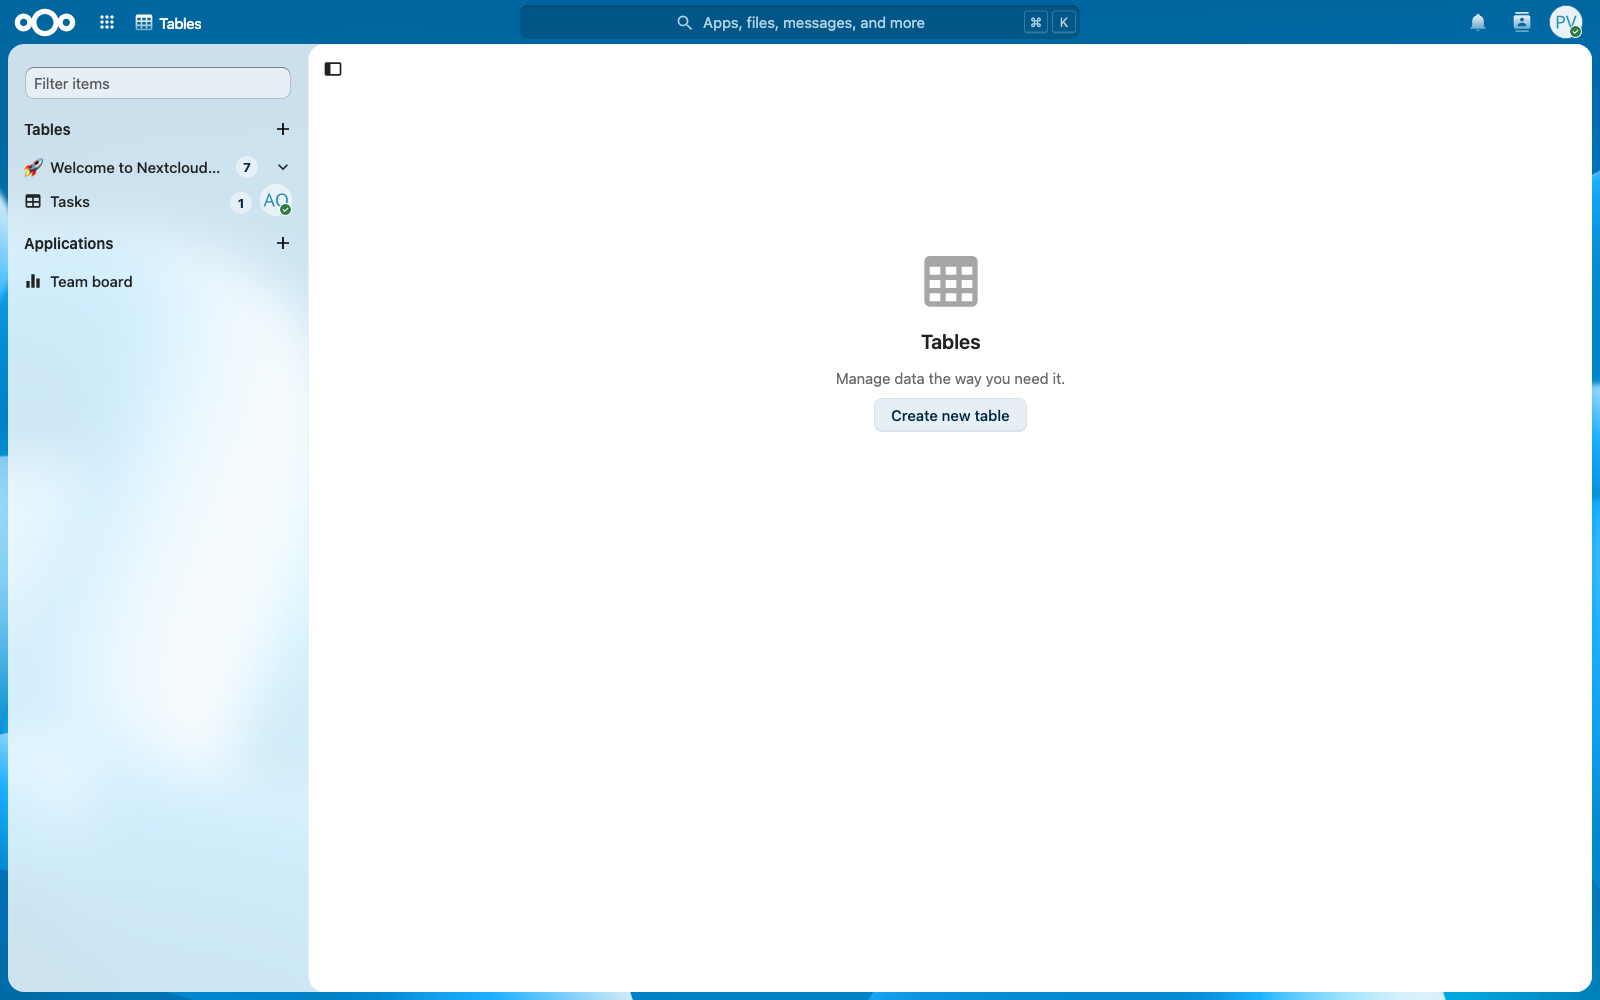 Tables
Apps, files, messages, and more
⌘ K
PV
Filter items
Tables
Welcome to Nextcloud... 7
Tasks 1 AO
Applications
Team board
Tables
Manage data the way you need it.
Create new table